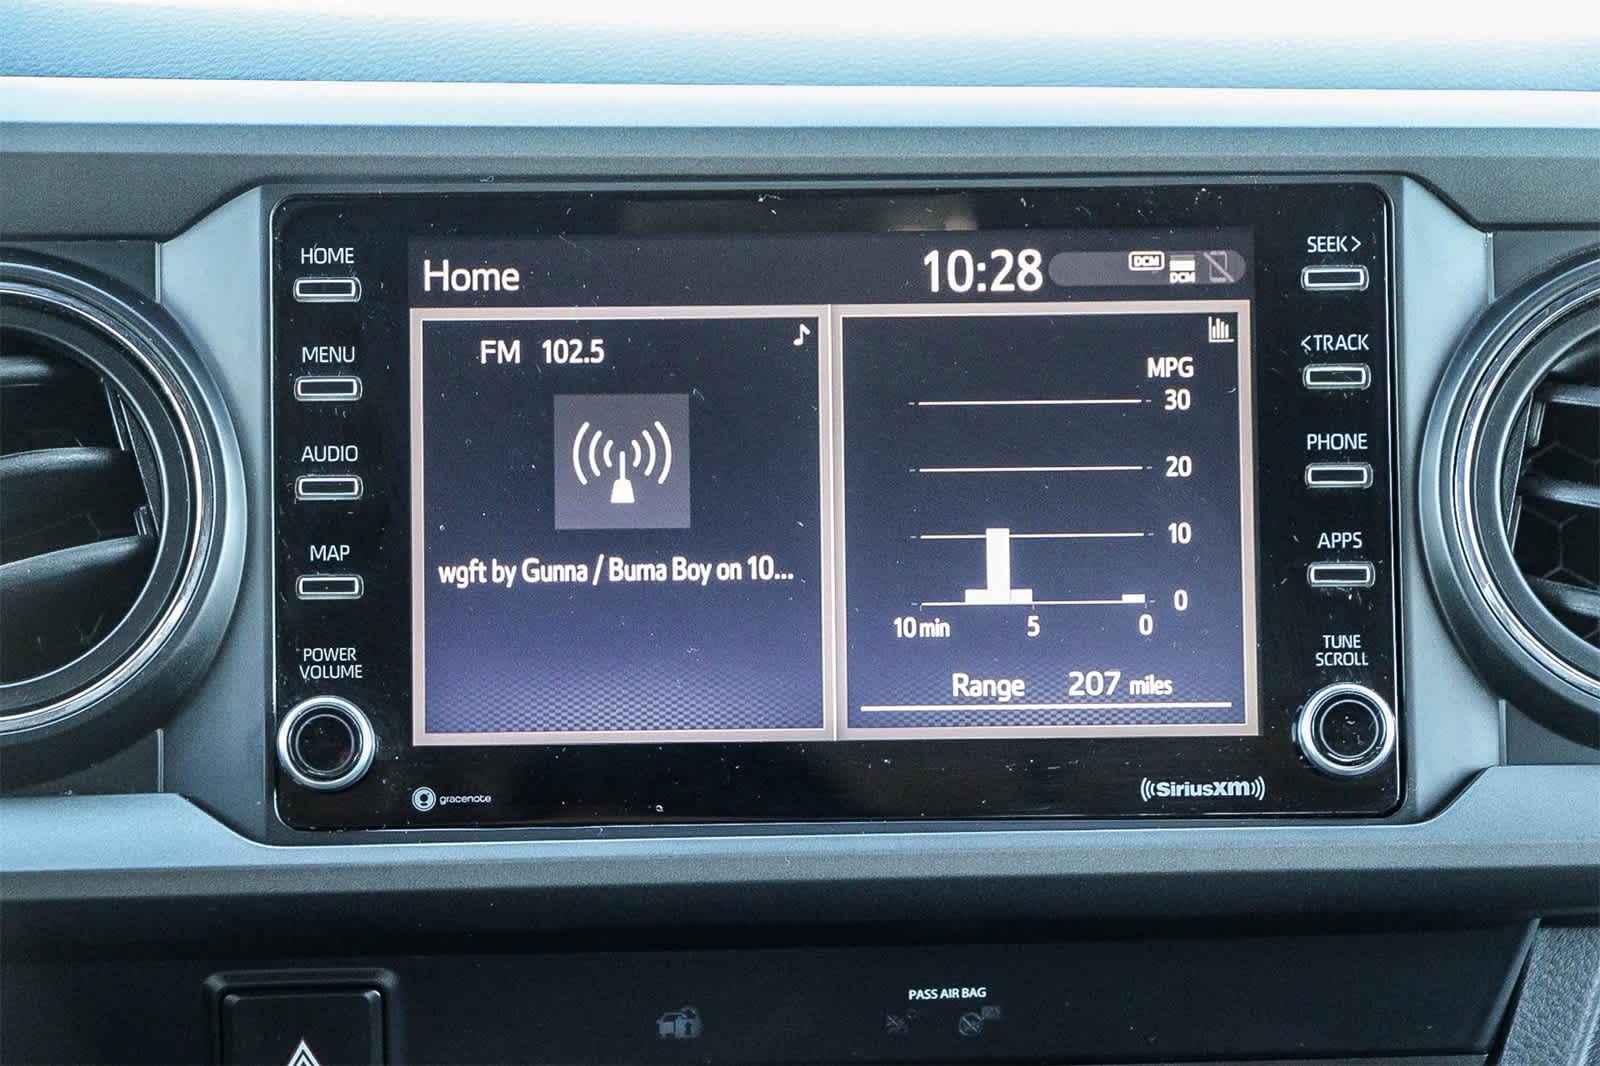 HOME
MENU
AUDIO
MAP
POWER
VOLUME
Home
10:28
DCM
DCM
FM 102.5
wgft by Gunna / Burna Boy on 10...
MPG
30
20
10
0
10 min 5 0
Range 207 miles
SEEK>
<TRACK
PHONE
APPS
TUNE
SCROLL
gracenote
((SiriusXM))
PASS AIR BAG